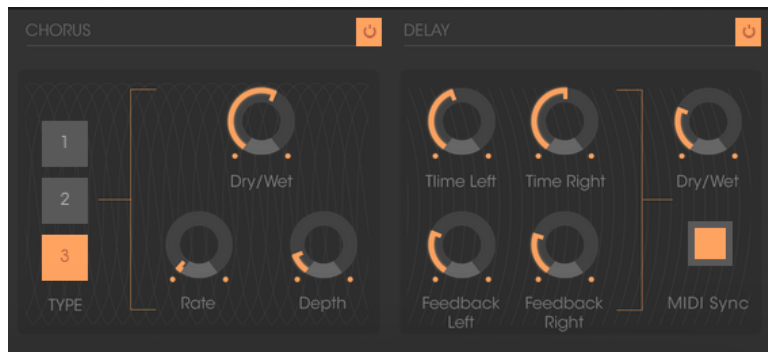 CHORUS
DELAY
1
2
3
TYPE
Dry/Wet
Rate
Depth
Tlime Left
Time Right
Dry/Wet
Feedback
Left
Feedback
Right
MIDI Sync